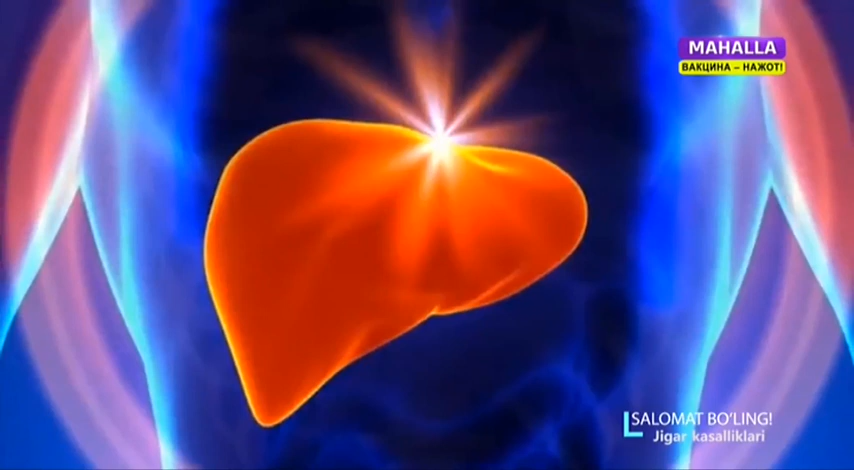 MAHALLA
ВАКЦИНА – НАЖОТ!
SALOMAT BO'LING!
Jigar kasalliklari